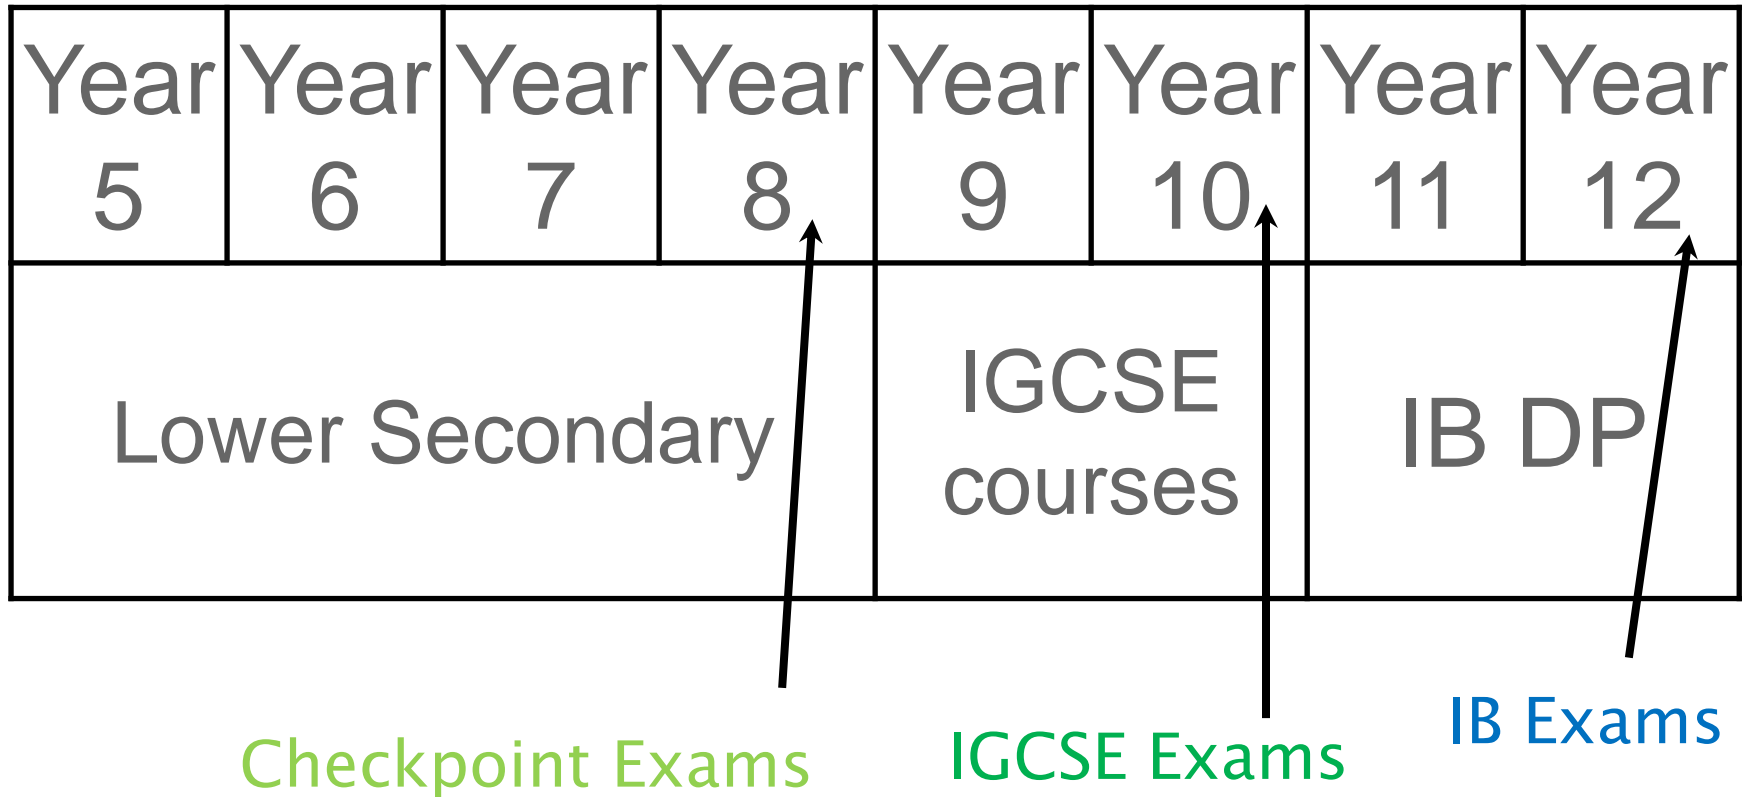 Year Year Year Year Year Year Year Year
5 6 7 8 9 10 11 12
Lower Secondary
IGCSE
courses
IB DP
Checkpoint Exams
IGCSE Exams
IB Exams